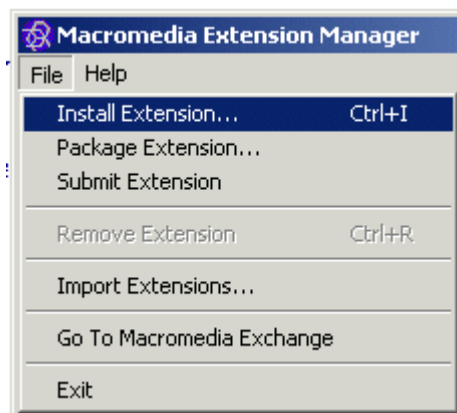 Macromedia Extension Manager
File Help
Install Extension... Ctrl+I
Package Extension...
Submit Extension
Remove Extension Ctrl+R
Import Extensions...
Go To Macromedia Exchange
Exit